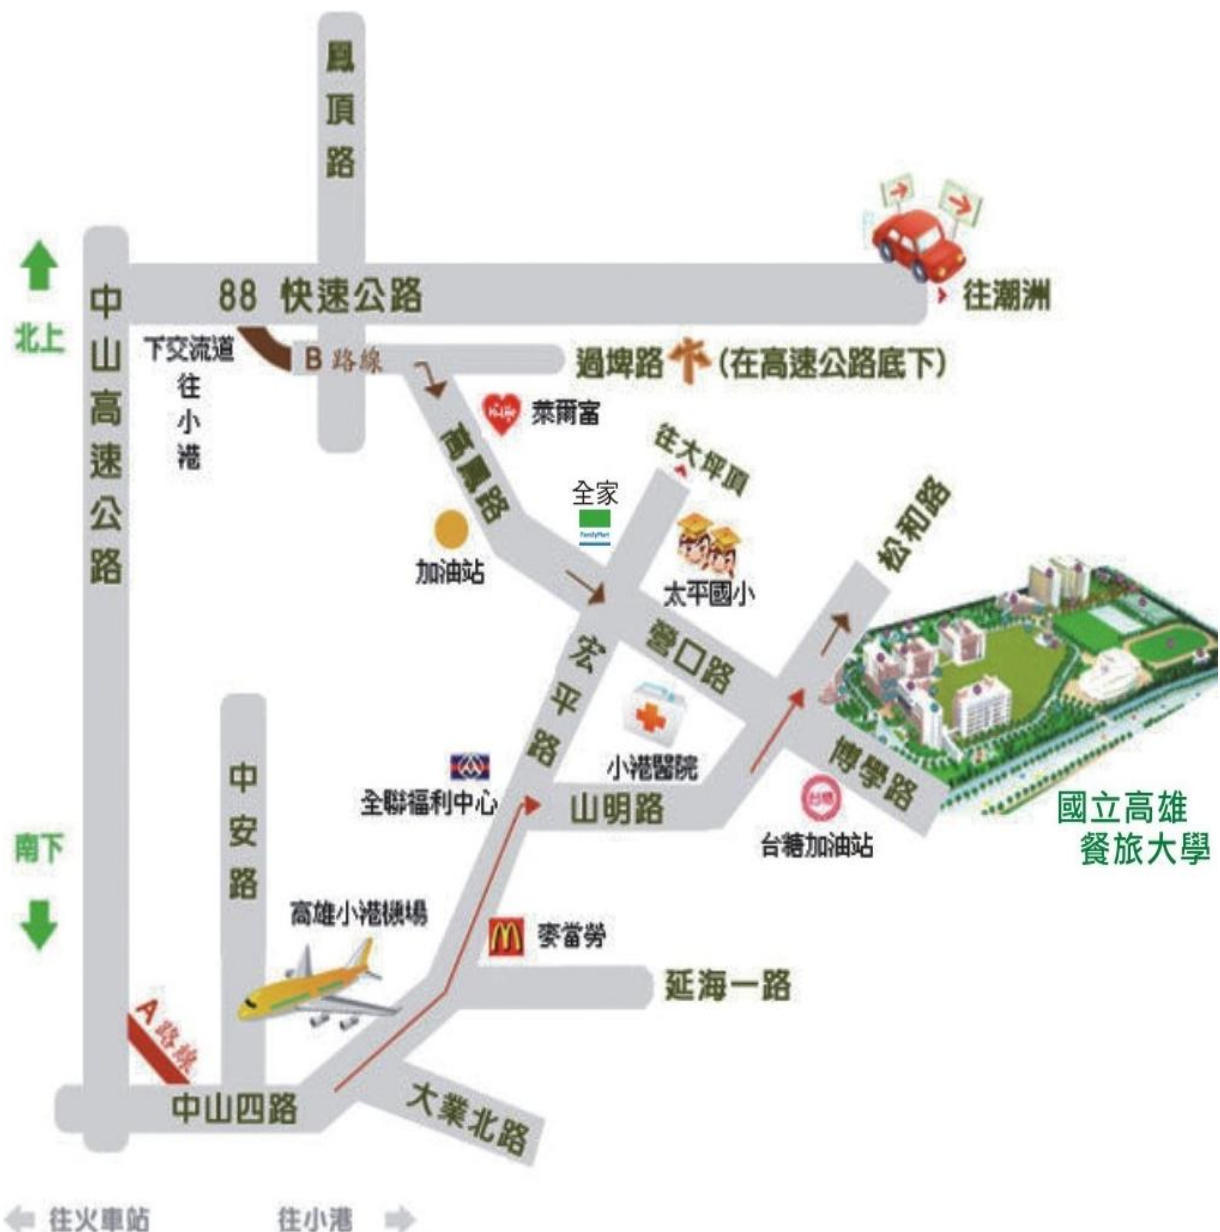 鳳頂路
北上
中山高速公路
88 快速公路
往潮洲
下交流道
往小港
B 路線
過埤路
(在高速公路底下)
萊爾富
高鳳路
往大坪頂
全家
FamilyMart
加油站
太平國小
松和路
營口路
宏平路
小港醫院
全聯福利中心
山明路
博學路
台糖
台糖加油站
國立高雄
餐旅大學
中安路
南下
高雄小港機場
麥當勞
延海一路
A 路線
中山四路
大業北路
往火車站
往小港